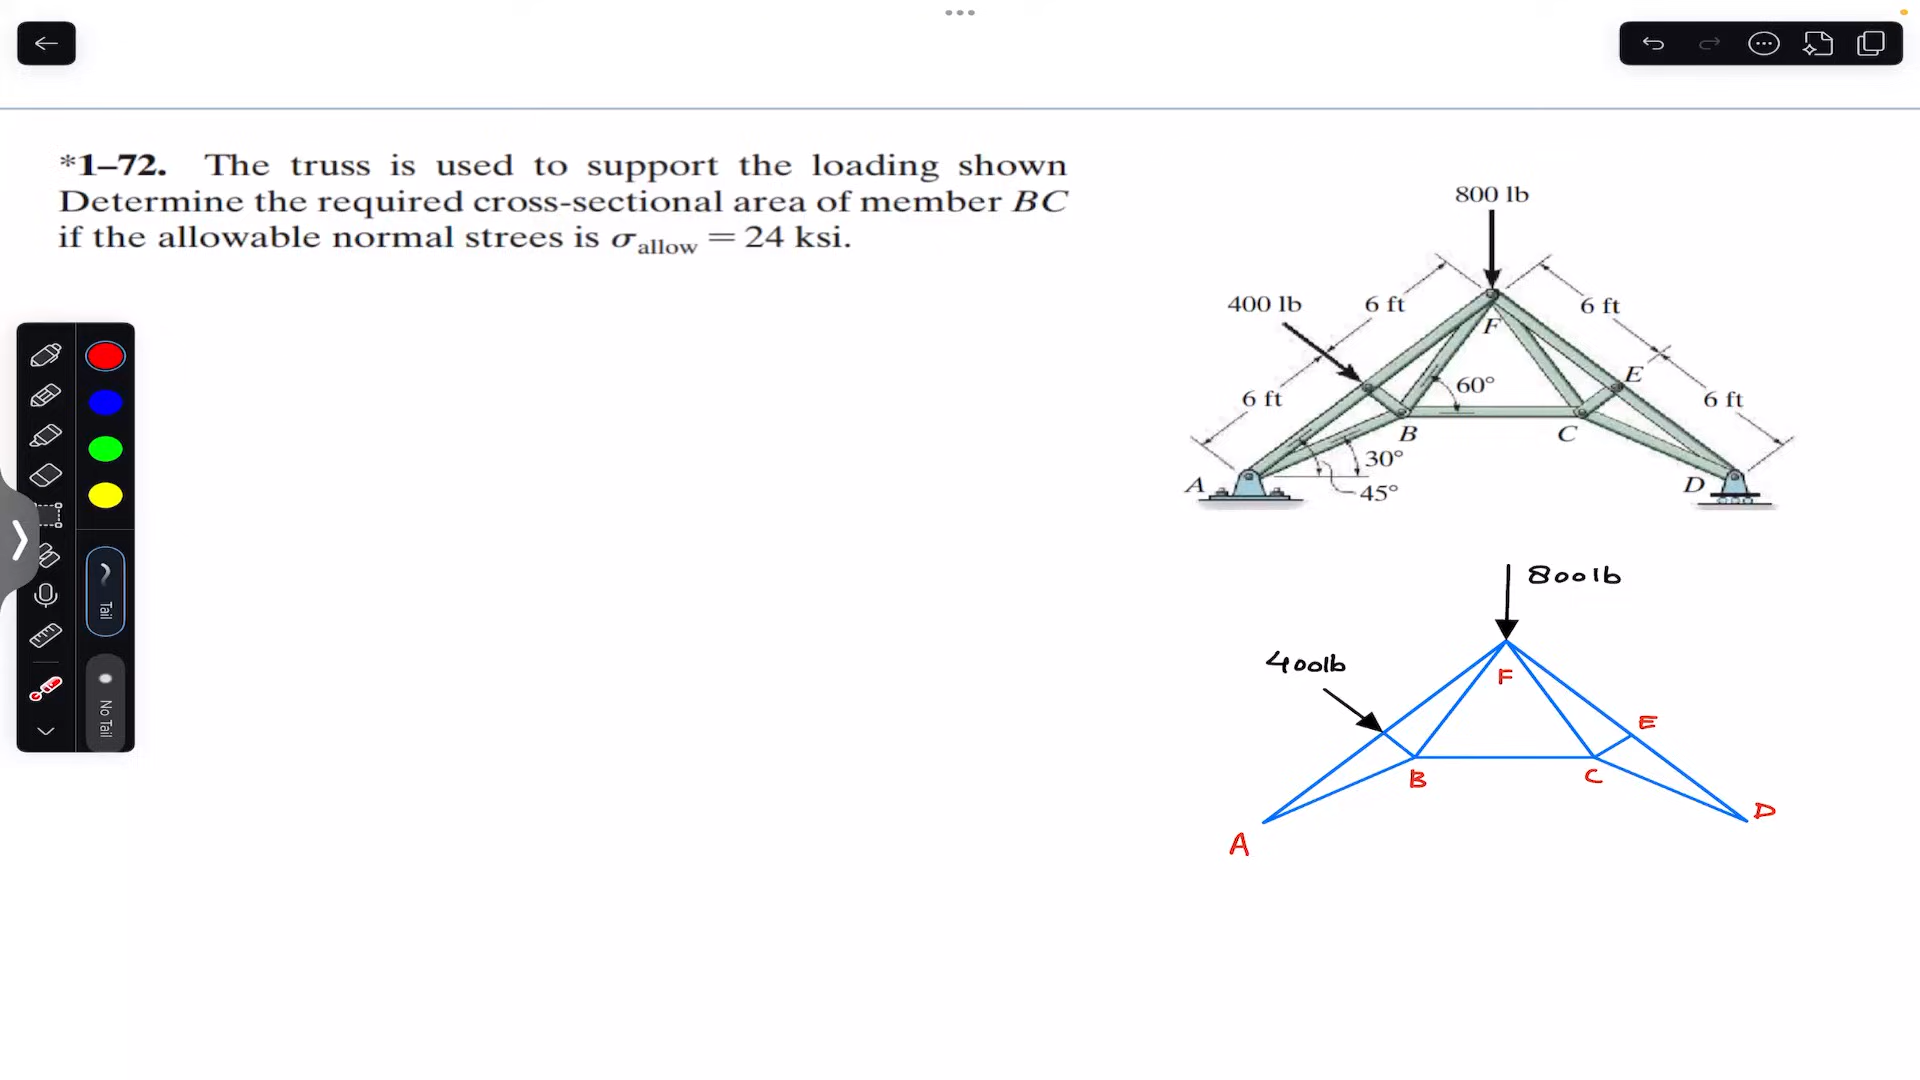 *1–72. The truss is used to support the loading shown
Determine the required cross-sectional area of member BC
if the allowable normal strees is σallow = 24 ksi.
800 lb
400 lb
6 ft
6 ft
F
60°
E
6 ft
6 ft
B
C
30°
A
45°
D
800lb
400lb
F
E
B
C
D
A
Tail
No Tail